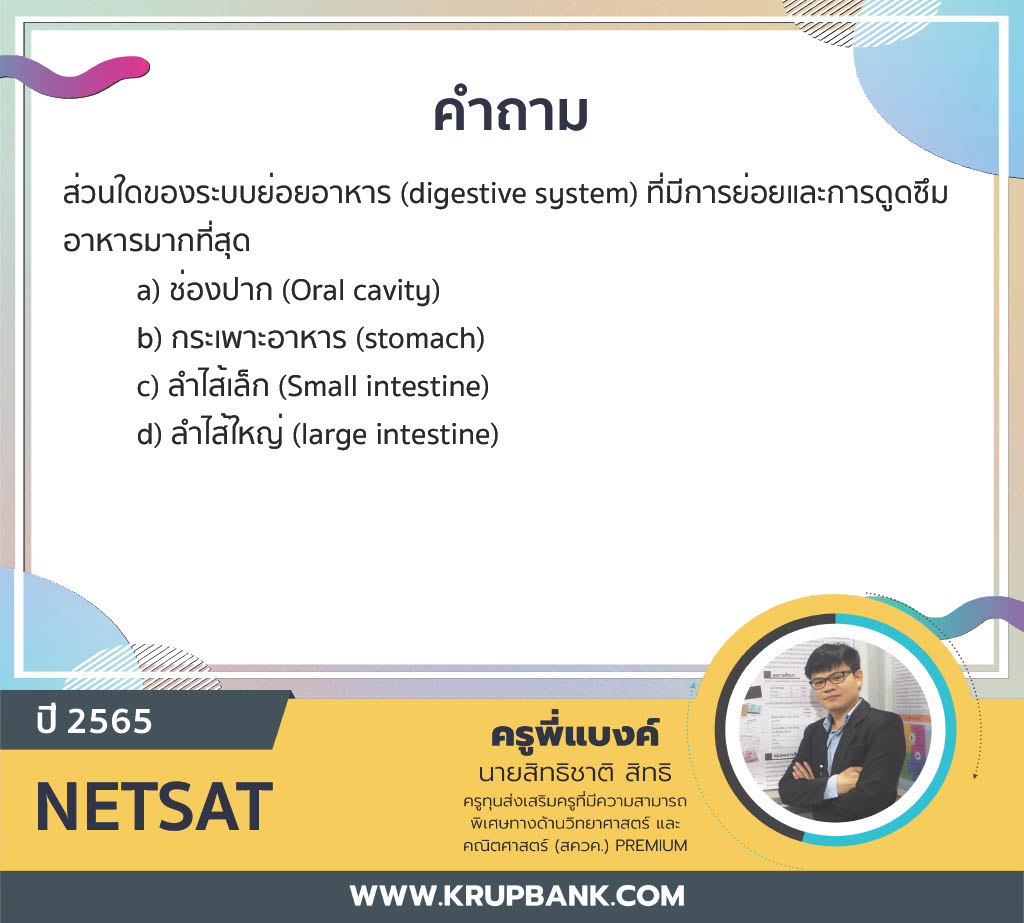 คำถาม
ส่วนใดของระบบย่อยอาหาร (digestive system) ที่มีการย่อยและการดูดซึม
อาหารมากที่สุด
a) ช่องปาก (Oral cavity)
b) กระเพาะอาหาร (stomach)
c) ลำไส้เล็ก (Small intestine)
d) ลำไส้ใหญ่ (large intestine)
ปี 2565
NETSAT
ครูพี่แบงค์
นายสิทธิชาติ สิทธิ
ครูทุนส่งเสริมครูที่มีความสามารถ
พิเศษทางด้านวิทยาศาสตร์ และ
คณิตศาสตร์ (สควค.) PREMIUM
WWW.KRUPBANK.COM